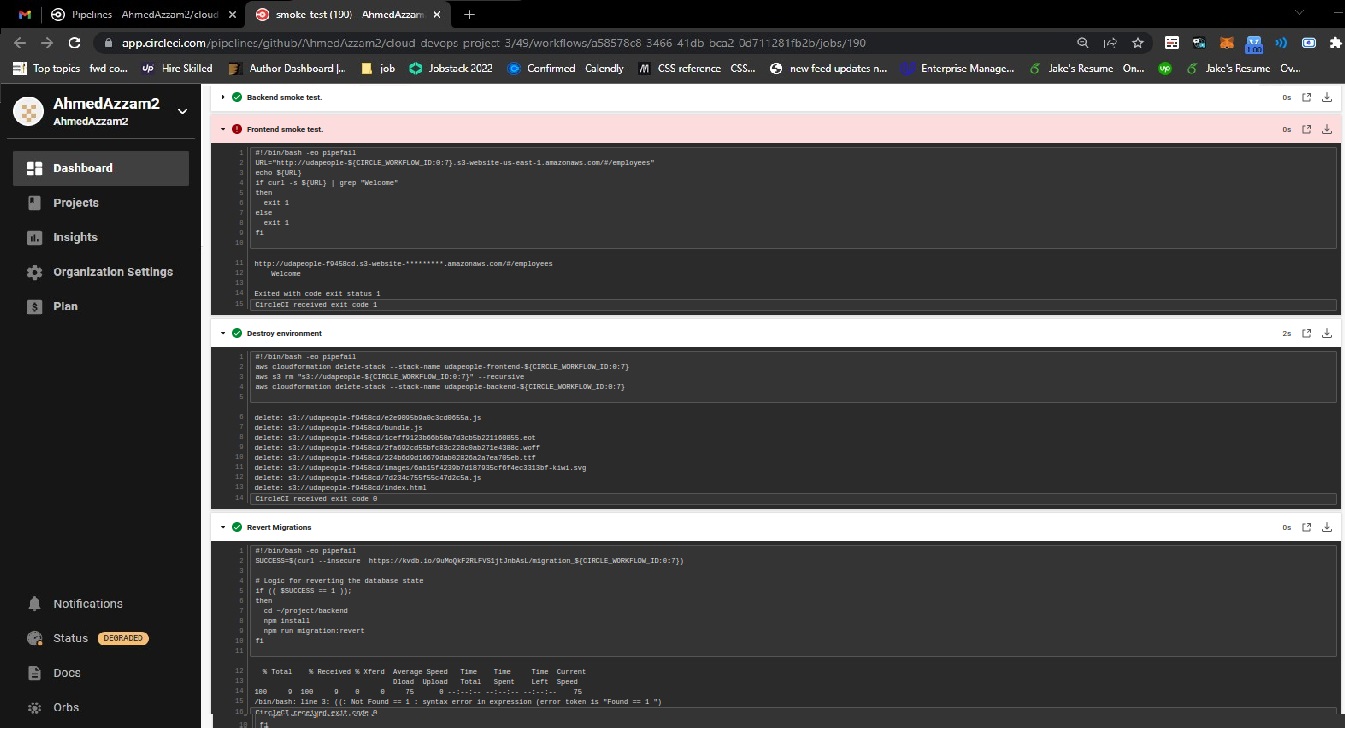 Pipelines - AhmedAzzam2/cloud
smoke-test (190) - AhmedAzzam
app.circleci.com/pipelines/github/AhmedAzzam2/cloud_devops_project-3/49/workflows/a58578c8-3466-41db-bca2-0d711281fb2b/jobs/190
1:00
Top topics fwd co... Hire Skilled Author Dashboard |... job Jobstack 2022 Confirmed - Calendly CSS reference - CSS... new feed updates n... Enterprise Manage... Jake's Resume - On... Jake's Resume - Ov...
AhmedAzzam2
AhmedAzzam2
Dashboard
Projects
Insights
Organization Settings
Plan
Notifications
Status DEGRADED
Docs
Orbs
Backend smoke test. 0s
Frontend smoke test. 0s
1 #!/bin/bash -eo pipefail
2 URL="http://udapeople-${CIRCLE_WORKFLOW_ID:0:7}.s3-website-us-east-1.amazonaws.com/#/employees"
3 echo ${URL}
4 if curl -s ${URL} | grep "Welcome"
5 then
6 exit 1
7 else
8 exit 1
9 fi
10
11 http://udapeople-f9458cd.s3-website-*********.amazonaws.com/#/employees
12 Welcome
13
14 Exited with code exit status 1
15 CircleCI received exit code 1
Destroy environment 2s
1 #!/bin/bash -eo pipefail
2 aws cloudformation delete-stack --stack-name udapeople-frontend-${CIRCLE_WORKFLOW_ID:0:7}
3 aws s3 rm "s3://udapeople-${CIRCLE_WORKFLOW_ID:0:7}" --recursive
4 aws cloudformation delete-stack --stack-name udapeople-backend-${CIRCLE_WORKFLOW_ID:0:7}
5
6 delete: s3://udapeople-f9458cd/e2e9095b9a0c3cd0655a.js
7 delete: s3://udapeople-f9458cd/bundle.js
8 delete: s3://udapeople-f9458cd/1ceff9123b66b50a7d3cb5b221160855.eot
9 delete: s3://udapeople-f9458cd/2fa692cd55bfc83c228c0ab271e4388c.woff
10 delete: s3://udapeople-f9458cd/224b6d9d16679dab02826a2a7ea705eb.ttf
11 delete: s3://udapeople-f9458cd/images/6ab15f4239b7d187935cf6f4ec3313bf-kiwi.svg
12 delete: s3://udapeople-f9458cd/7d234c755f55c47d2c5a.js
13 delete: s3://udapeople-f9458cd/index.html
14 CircleCI received exit code 0
Revert Migrations 0s
1 #!/bin/bash -eo pipefail
2 SUCCESS=$(curl --insecure https://kvdb.io/9uMoQkF2RLFVS1jtJnbAsL/migration_${CIRCLE_WORKFLOW_ID:0:7})
3
4 # Logic for reverting the database state
5 if (( $SUCCESS == 1 ));
6 then
7 cd ~/project/backend
8 npm install
9 npm run migration:revert
10 fi
11
12 % Total % Received % Xferd Average Speed Time Time Time Current
13 Dload Upload Total Spent Left Speed
14 100 9 100 9 0 0 75 0 --:--:-- --:--:-- --:--:-- 75
15 /bin/bash: line 3: ((: Not Found == 1 : syntax error in expression (error token is "Found == 1 ")
16 CircleCI received exit code 0
10 fi